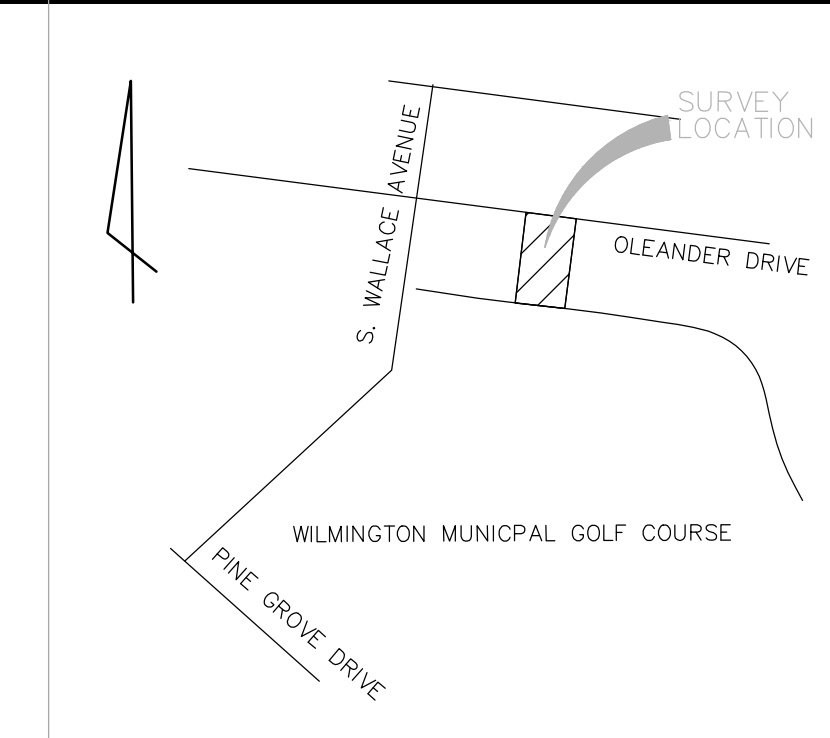 SURVEY
LOCATION
S. WALLACE AVENUE
OLEANDER DRIVE
WILMINGTON MUNICPAL GOLF COURSE
PINE GROVE DRIVE